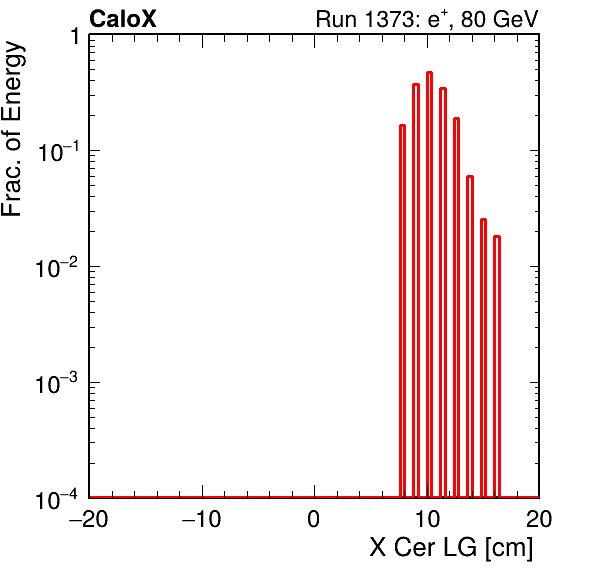 CaloX Run 1373: e⁺, 80 GeV
Frac. of Energy
1
10⁻¹
10⁻²
10⁻³
10⁻⁴
−20 −10 0 10 20
X Cer LG [cm]